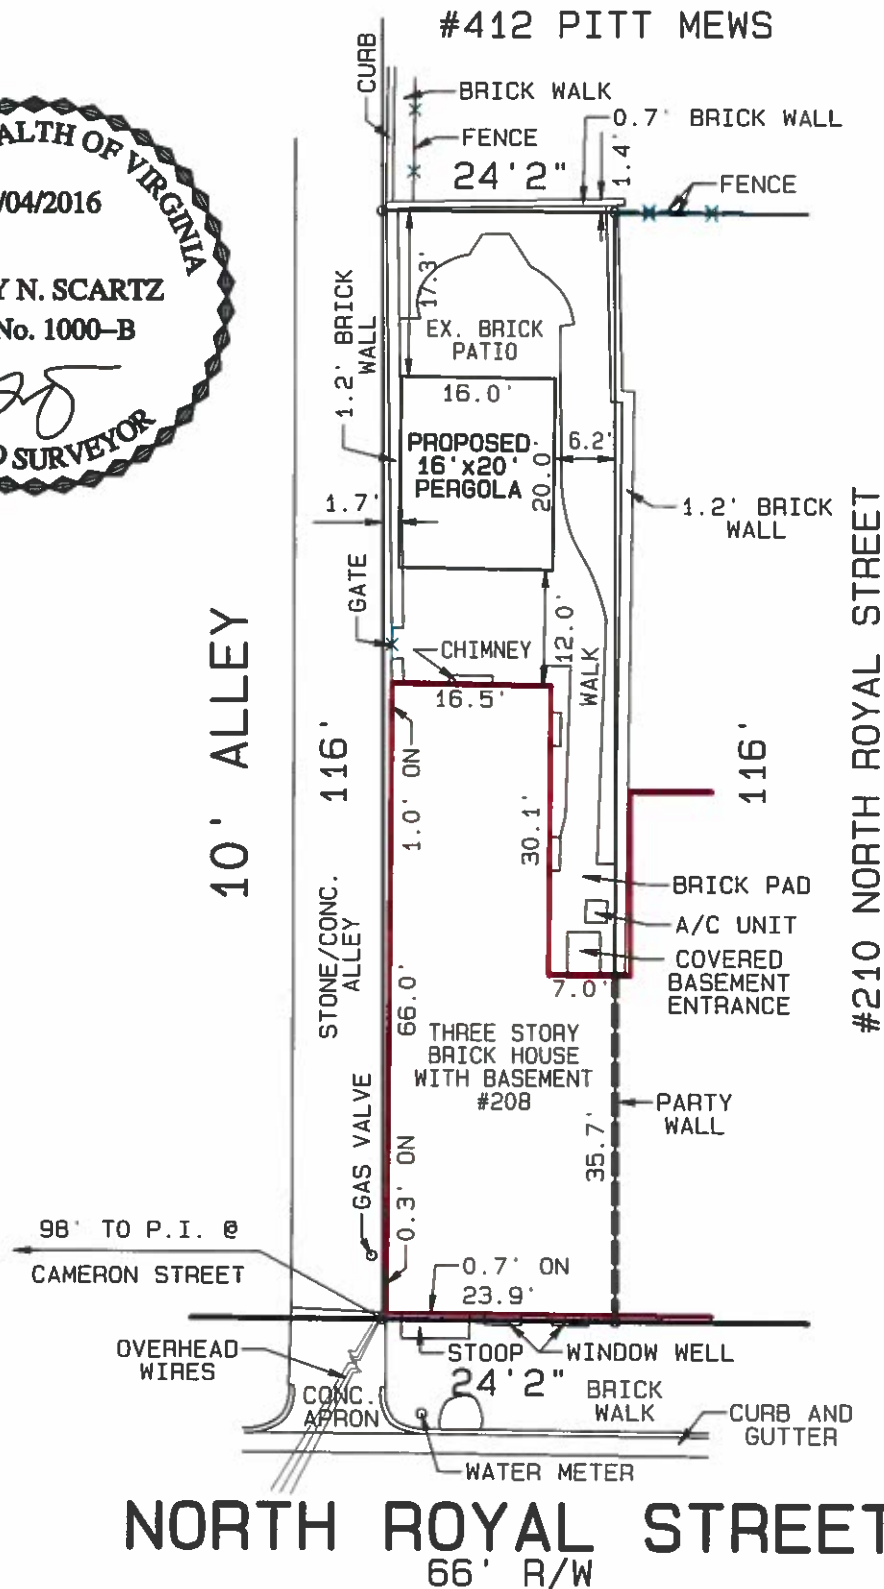 #412 PITT MEWS
CURB
BRICK WALK
0.7' BRICK WALL
FENCE
24'2"
1.4'
FENCE
ALTH OF VIRGINIA
/04/2016
Y N. SCARTZ
No. 1000-B
SURVEYOR
17.3'
1.2' BRICK
WALL
EX. BRICK
PATIO
16.0'
PROPOSED
16'x20'
PERGOLA
20.0
6.2'
1.7'
1.2' BRICK
WALL
GATE
CHIMNEY
12.0'
WALK
16.5'
10' ALLEY
116'
1.0' ON
30.1'
116'
#210 NORTH ROYAL STREET
BRICK PAD
A/C UNIT
COVERED
BASEMENT
ENTRANCE
STONE/CONC.
ALLEY
7.0'
66.0'
THREE STORY
BRICK HOUSE
WITH BASEMENT
#208
PARTY
WALL
35.7'
GAS VALVE
0.3' ON
98' TO P.I. @
CAMERON STREET
0.7' ON
23.9'
OVERHEAD
WIRES
STOOP
WINDOW WELL
24'2"
BRICK
WALK
CONC.
APRON
CURB AND
GUTTER
WATER METER
NORTH ROYAL STREET
66' R/W